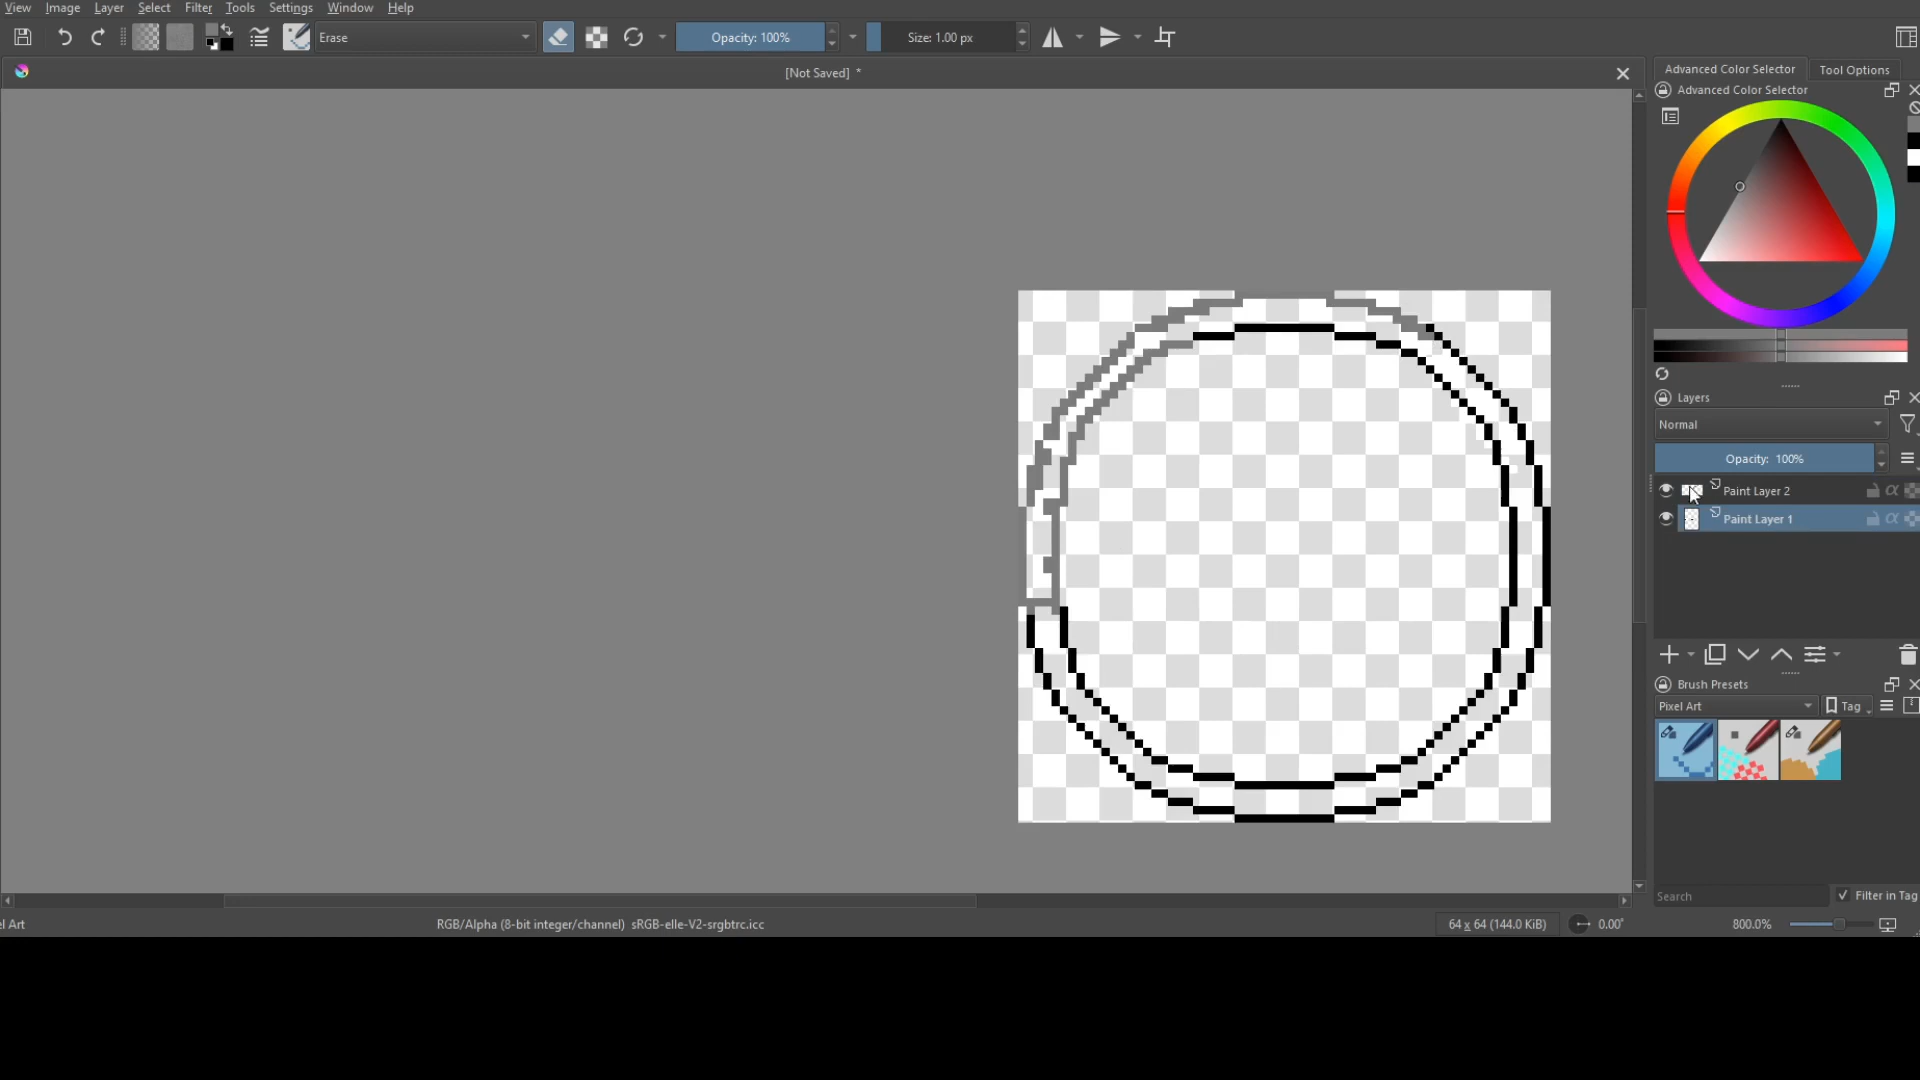 View Image Layer Filter Select Filter Tools Settings Window Help
Erase Opacity: 100% Size: 1.00 px
[Not Saved] *
Advanced Color Selector Tool Options
Advanced Color Selector
Layers
Normal
Opacity: 100%
Paint Layer 2
Paint Layer 1
Brush Presets
Pixel Art Tag
Search Filter in Tag
el Art RGB/Alpha (8-bit integer/channel) sRGB-elle-V2-srgbtrc.icc 64 x 64 (144.0 KiB) 0.00° 800.0%